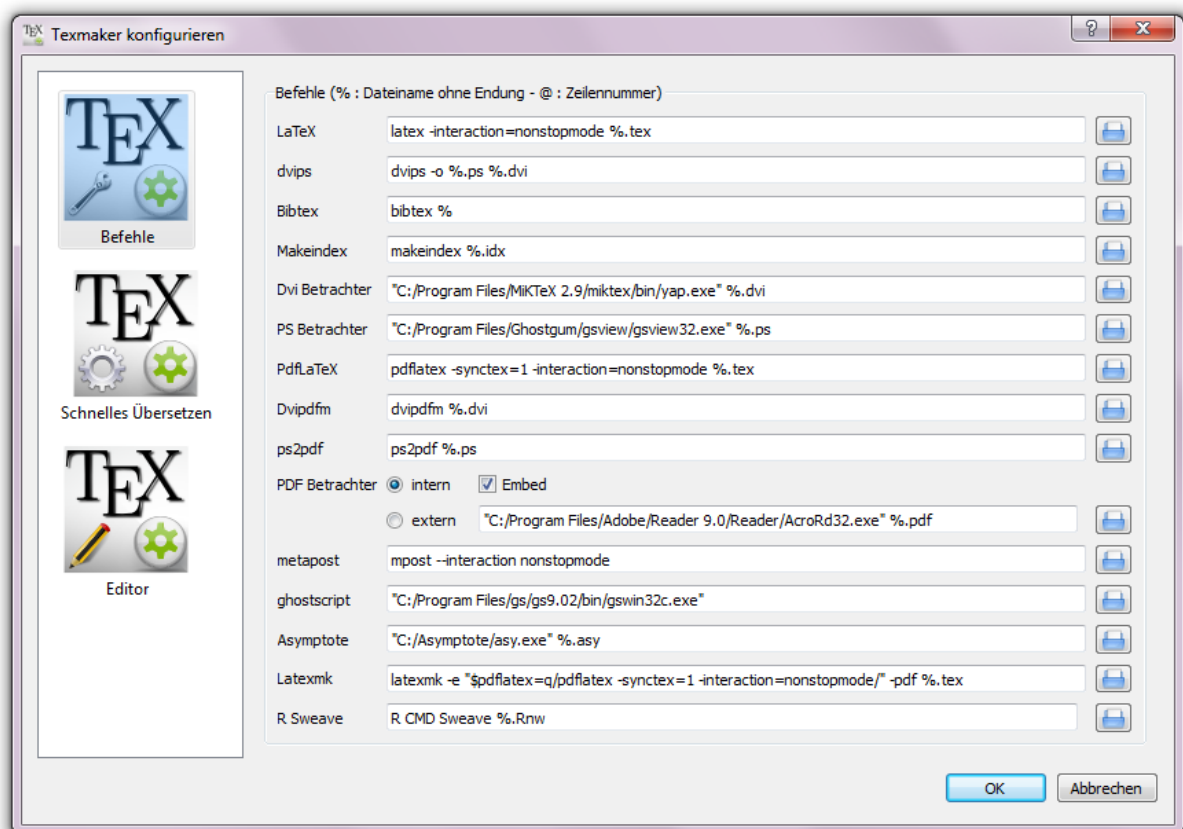 TEX Texmaker konfigurieren
TEX
Befehle
TEX
Schnelles Übersetzen
TEX
Editor
Befehle (% : Dateiname ohne Endung - @ : Zeilennummer)
LaTeX latex -interaction=nonstopmode %.tex
dvips dvips -o %.ps %.dvi
Bibtex bibtex %
Makeindex makeindex %.idx
Dvi Betrachter "C:/Program Files/MiKTeX 2.9/miktex/bin/yap.exe" %.dvi
PS Betrachter "C:/Program Files/Ghostgum/gsview/gsview32.exe" %.ps
PdfLaTeX pdflatex -synctex=1 -interaction=nonstopmode %.tex
Dvipdfm dvipdfm %.dvi
ps2pdf ps2pdf %.ps
PDF Betrachter intern Embed
extern "C:/Program Files/Adobe/Reader 9.0/Reader/AcroRd32.exe" %.pdf
metapost mpost --interaction nonstopmode
ghostscript "C:/Program Files/gs/gs9.02/bin/gswin32c.exe"
Asymptote "C:/Asymptote/asy.exe" %.asy
Latexmk latexmk -e "$pdflatex=q/pdflatex -synctex=1 -interaction=nonstopmode/" -pdf %.tex
R Sweave R CMD Sweave %.Rnw
OK Abbrechen